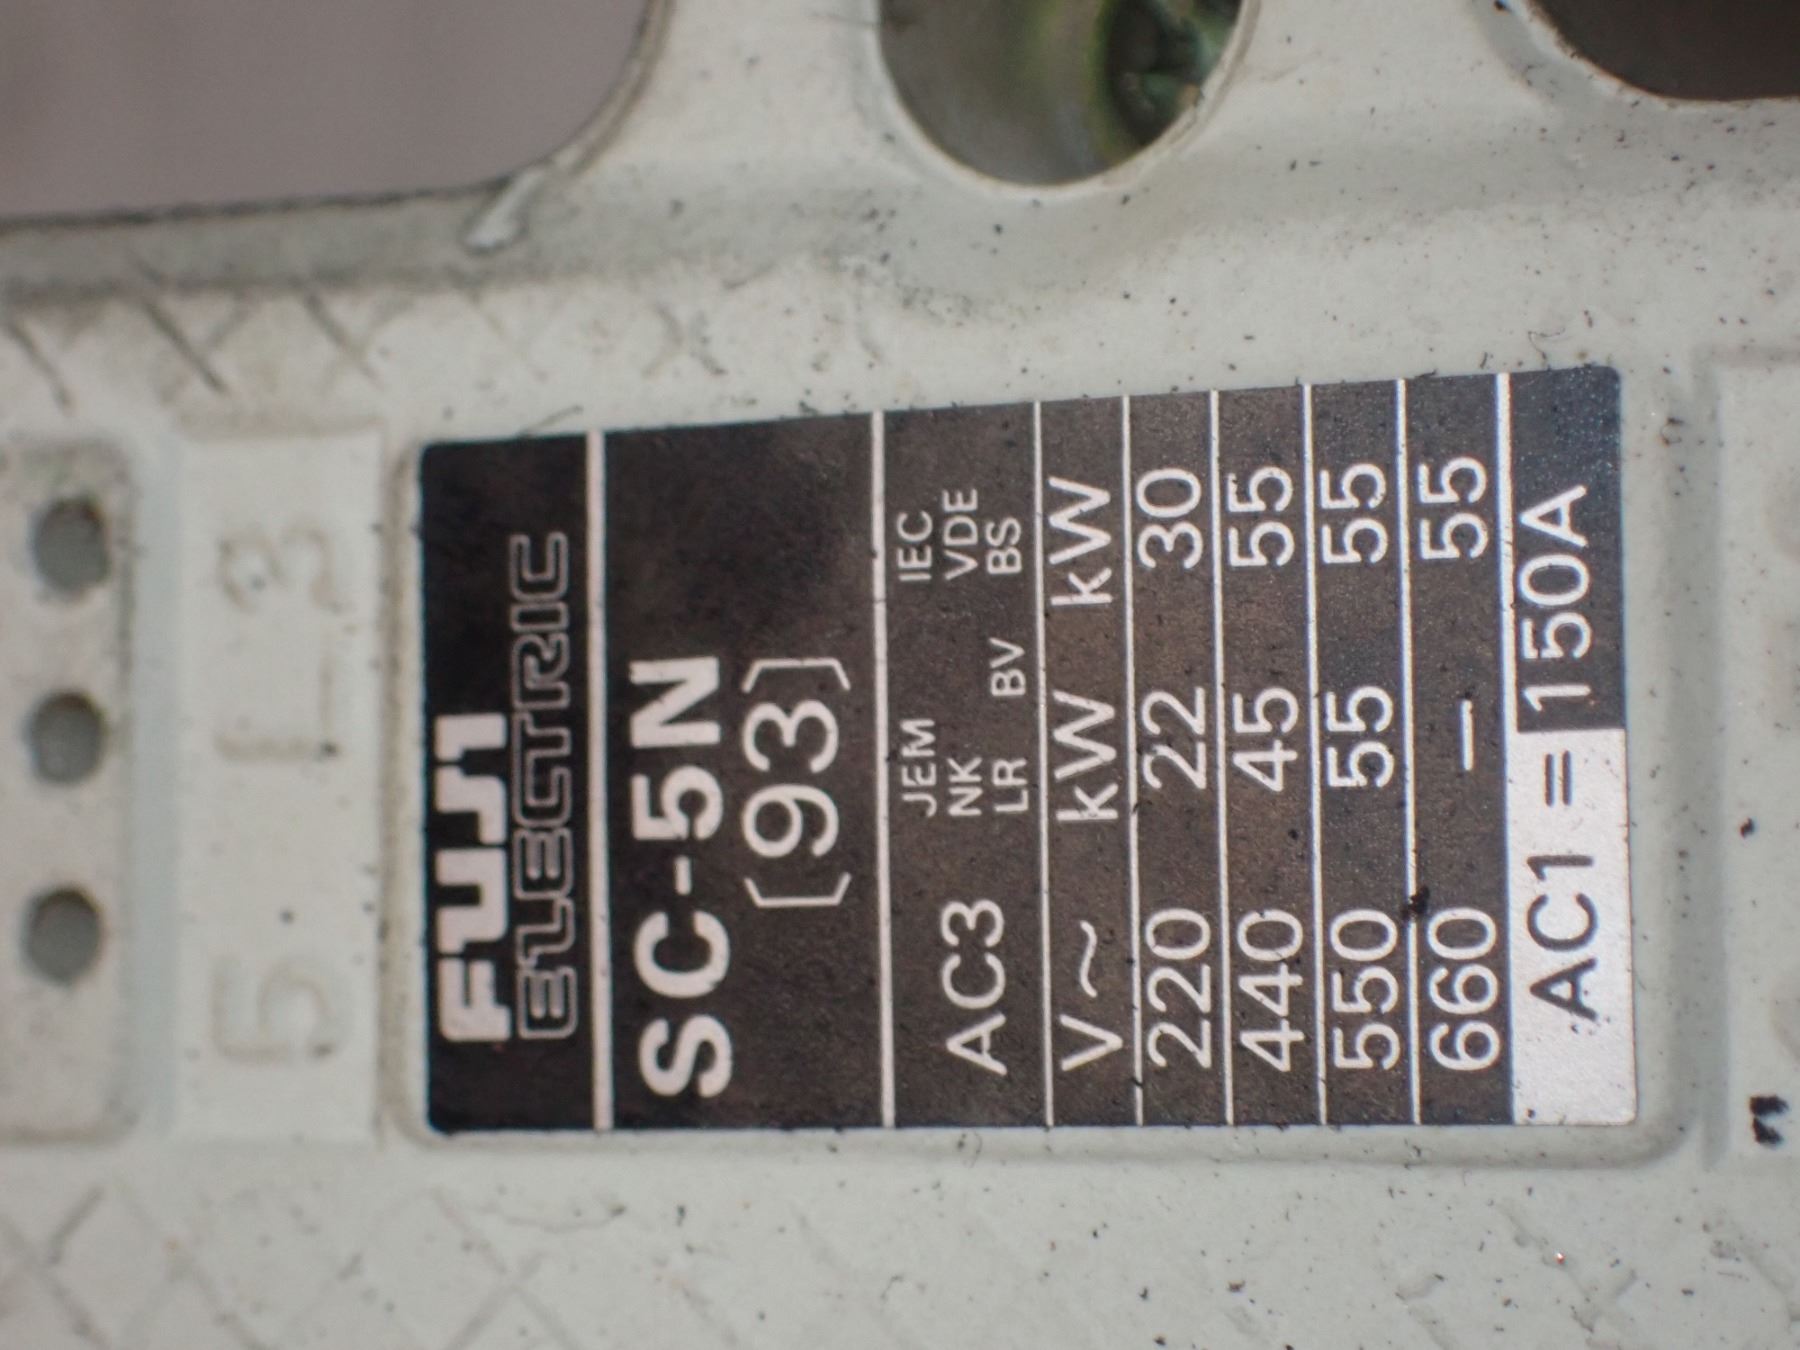 5 L3
FUJI
ELECTRIC
SC-5N
[93]
AC3 JEM NK LR BV IEC VDE BS
V~ kW kW
220 22 30
440 45 55
550 55 55
660 — 55
AC1 = 150A